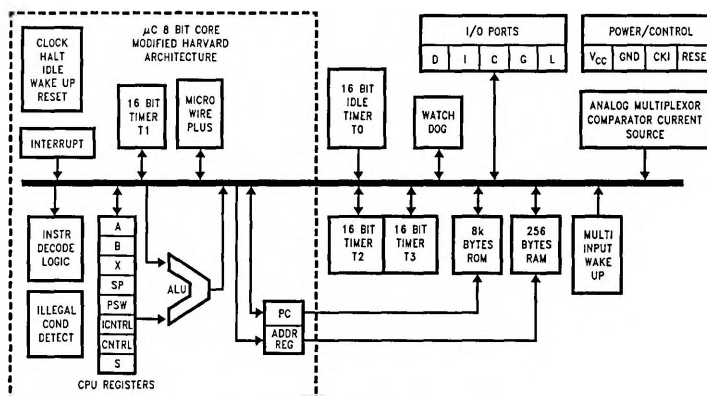 CLOCK
HALT
IDLE
WAKE UP
RESET
μC 8 BIT CORE
MODIFIED HARVARD
ARCHITECTURE
16 BIT
TIMER
T1
MICRO
WIRE
PLUS
INTERRUPT
I/O PORTS
D I C G L
POWER/CONTROL
VCC GND CKI RESET
16 BIT
IDLE
TIMER
T0
WATCH
DOG
ANALOG MULTIPLEXOR
COMPARATOR CURRENT
SOURCE
INSTR
DECODE
LOGIC
ILLEGAL
COND
DETECT
A
B
X
SP
PSW
ICNTRL
CNTRL
S
CPU REGISTERS
ALU
PC
ADDR
REG
16 BIT
TIMER
T2
16 BIT
TIMER
T3
8k
BYTES
ROM
256
BYTES
RAM
MULTI
INPUT
WAKE
UP